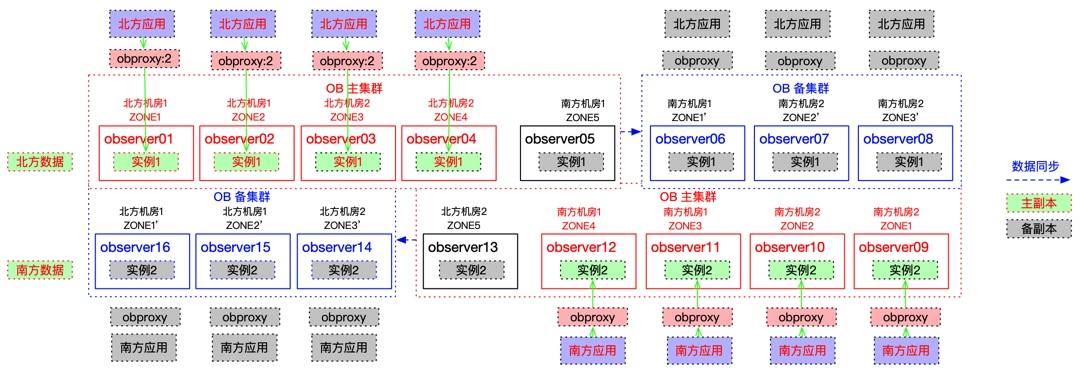 北方应用 北方应用 北方应用 北方应用 北方应用 北方应用 北方应用
obproxy:2 obproxy:2 obproxy:2 obproxy:2 obproxy obproxy obproxy
OB 主集群 OB 备集群
北方机房1 北方机房1 北方机房2 北方机房2 南方机房1 南方机房1 南方机房2 南方机房2
ZONE1 ZONE2 ZONE3 ZONE4 ZONE5 ZONE1’ ZONE2’ ZONE3’
observer01 observer02 observer03 observer04 observer05 observer06 observer07 observer08
北方数据 实例1 实例1 实例1 实例1 实例1 实例1 实例1 实例1
数据同步
OB 备集群 OB 主集群
主副本
北方机房1 北方机房1 北方机房2 北方机房2 南方机房1 南方机房1 南方机房2 南方机房2
ZONE1’ ZONE2’ ZONE3’ ZONE5 ZONE4 ZONE3 ZONE2 ZONE1
备副本
observer16 observer15 observer14 observer13 observer12 observer11 observer10 observer09
南方数据 实例2 实例2 实例2 实例2 实例2 实例2 实例2 实例2
obproxy obproxy obproxy obproxy obproxy obproxy obproxy
南方应用 南方应用 南方应用 南方应用 南方应用 南方应用 南方应用